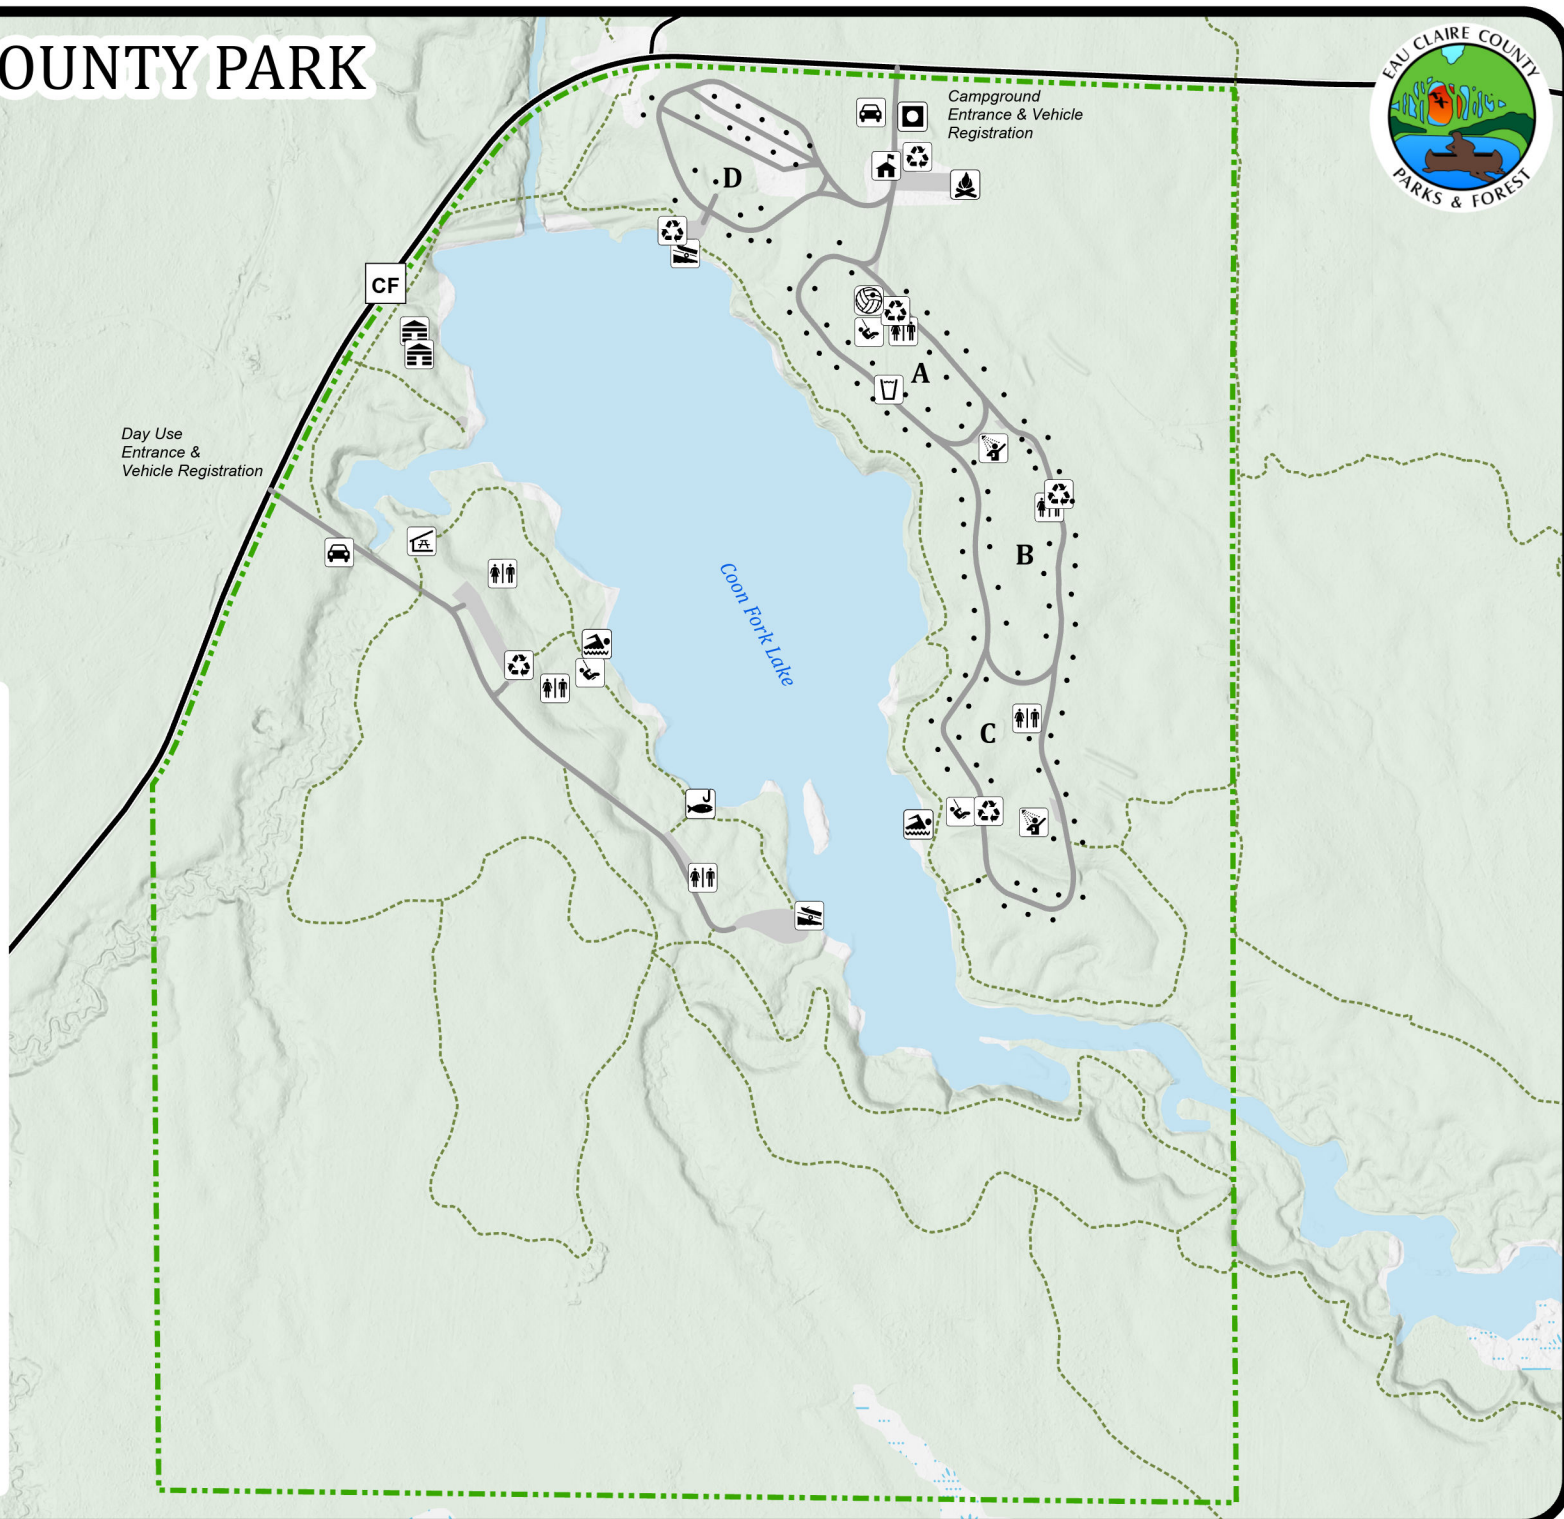 OUNTY PARK
EAU CLAIRE COUNTY
PARKS & FOREST
Campground
Entrance & Vehicle
Registration
D
CF
A
Day Use
Entrance &
Vehicle Registration
B
Coon Fork Lake
C